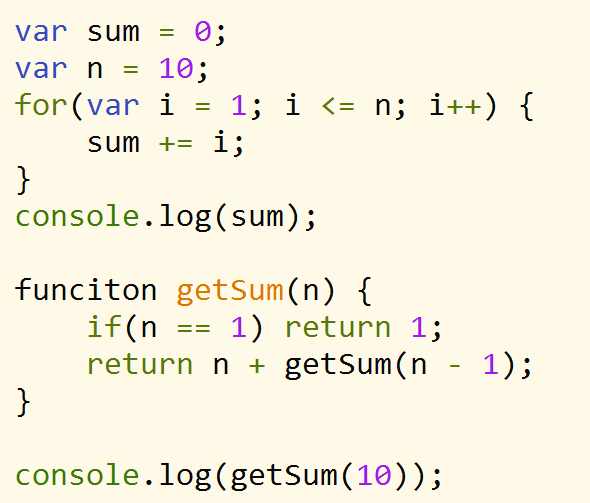 var sum = 0;
var n = 10;
for(var i = 1; i <= n; i++) {
    sum += i;
}
console.log(sum);

funciton getSum(n) {
    if(n == 1) return 1;
    return n + getSum(n - 1);
}

console.log(getSum(10));